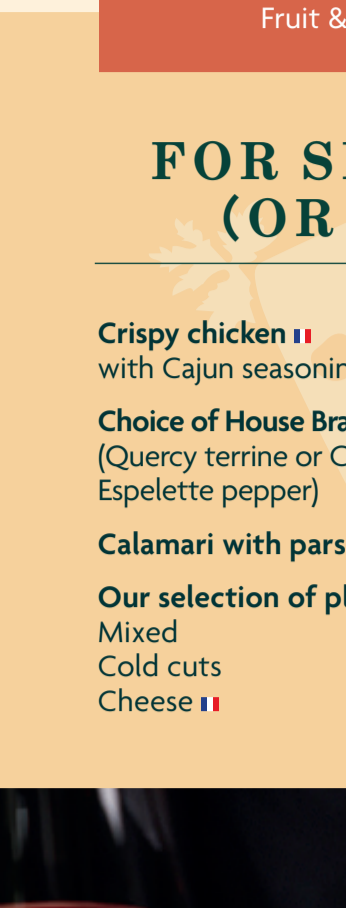 Fruit &
FOR S
(OR
Crispy chicken
with Cajun seasonin
Choice of House Bra
(Quercy terrine or
Espelette pepper)
Calamari with pars
Our selection of pl
Mixed
Cold cuts
Cheese